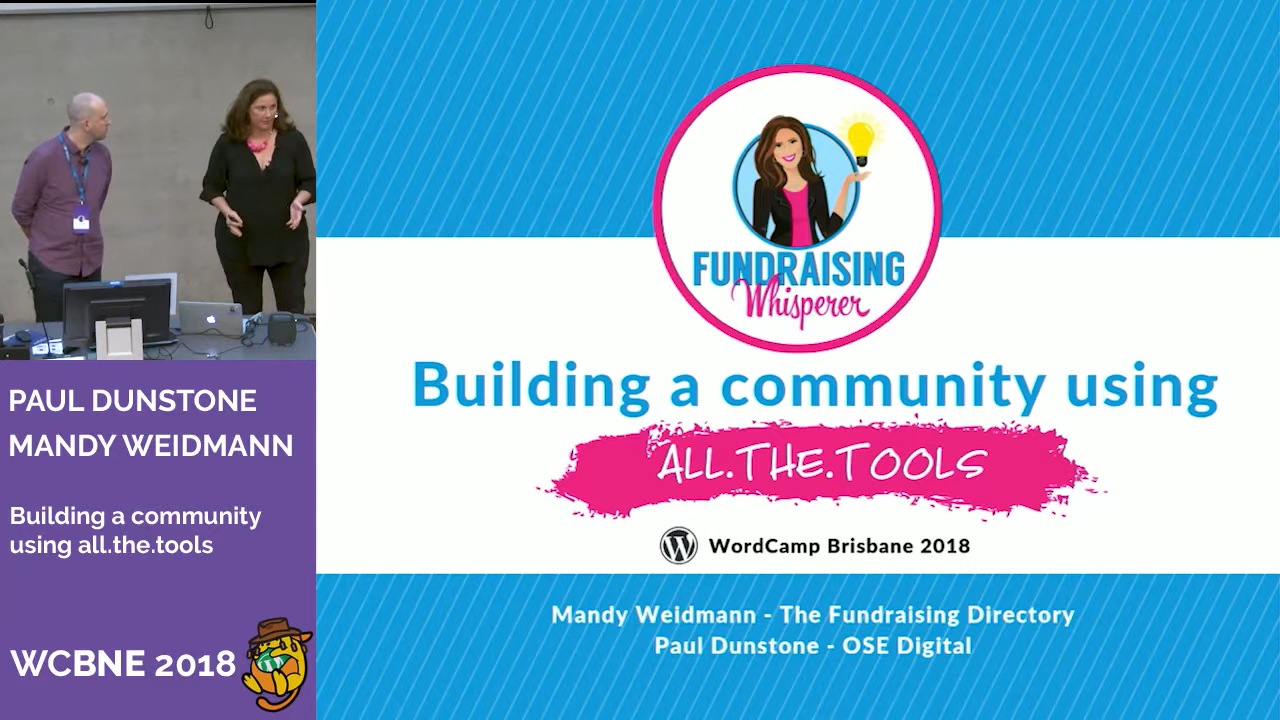 PAUL DUNSTONE
MANDY WEIDMANN
Building a community
using all.the.tools
WCBNE 2018
FUNDRAISING
Whisperer
Building a community using
ALL.THE.TOOLS
WordCamp Brisbane 2018
Mandy Weidmann - The Fundraising Directory
Paul Dunstone - OSE Digital